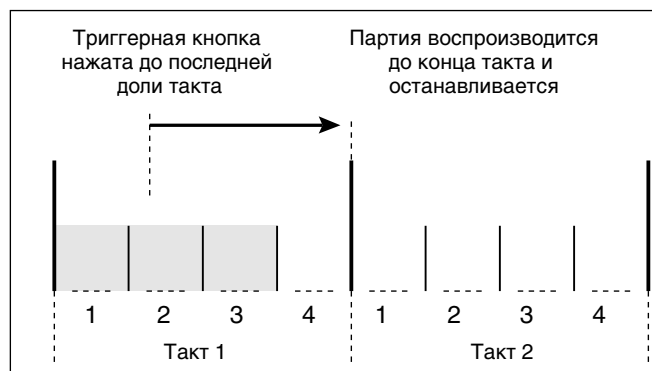 Триггерная кнопка
нажата до последней
доли такта
Партия воспроизводится
до конца такта и
останавливается
1 2 3 4 1 2 3 4
Такт 1 Такт 2